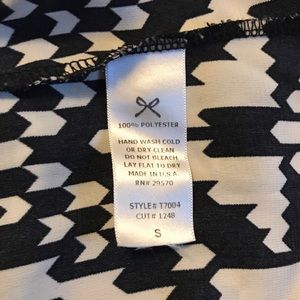 100% POLYESTER
HAND WASH COLD
OR DRY CLEAN
DO NOT BLEACH
LAY FLAT TO DRY
MADE IN U.S.A.
RN# 29570
STYLE# T7004
CUT# 1248
S